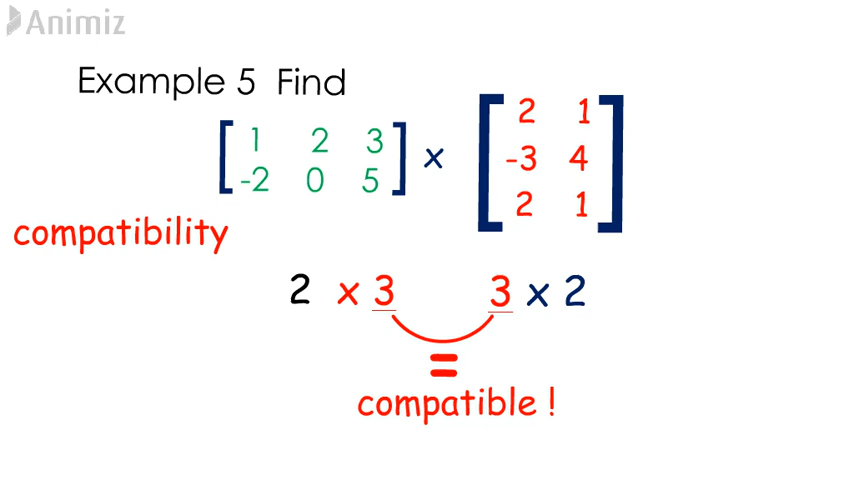 Animiz
Example 5 Find
[ 1 2 3 ] x [ 2 1
-2 0 5 -3 4
2 1 ]
compatibility
2 x 3 3 x 2
=
compatible !